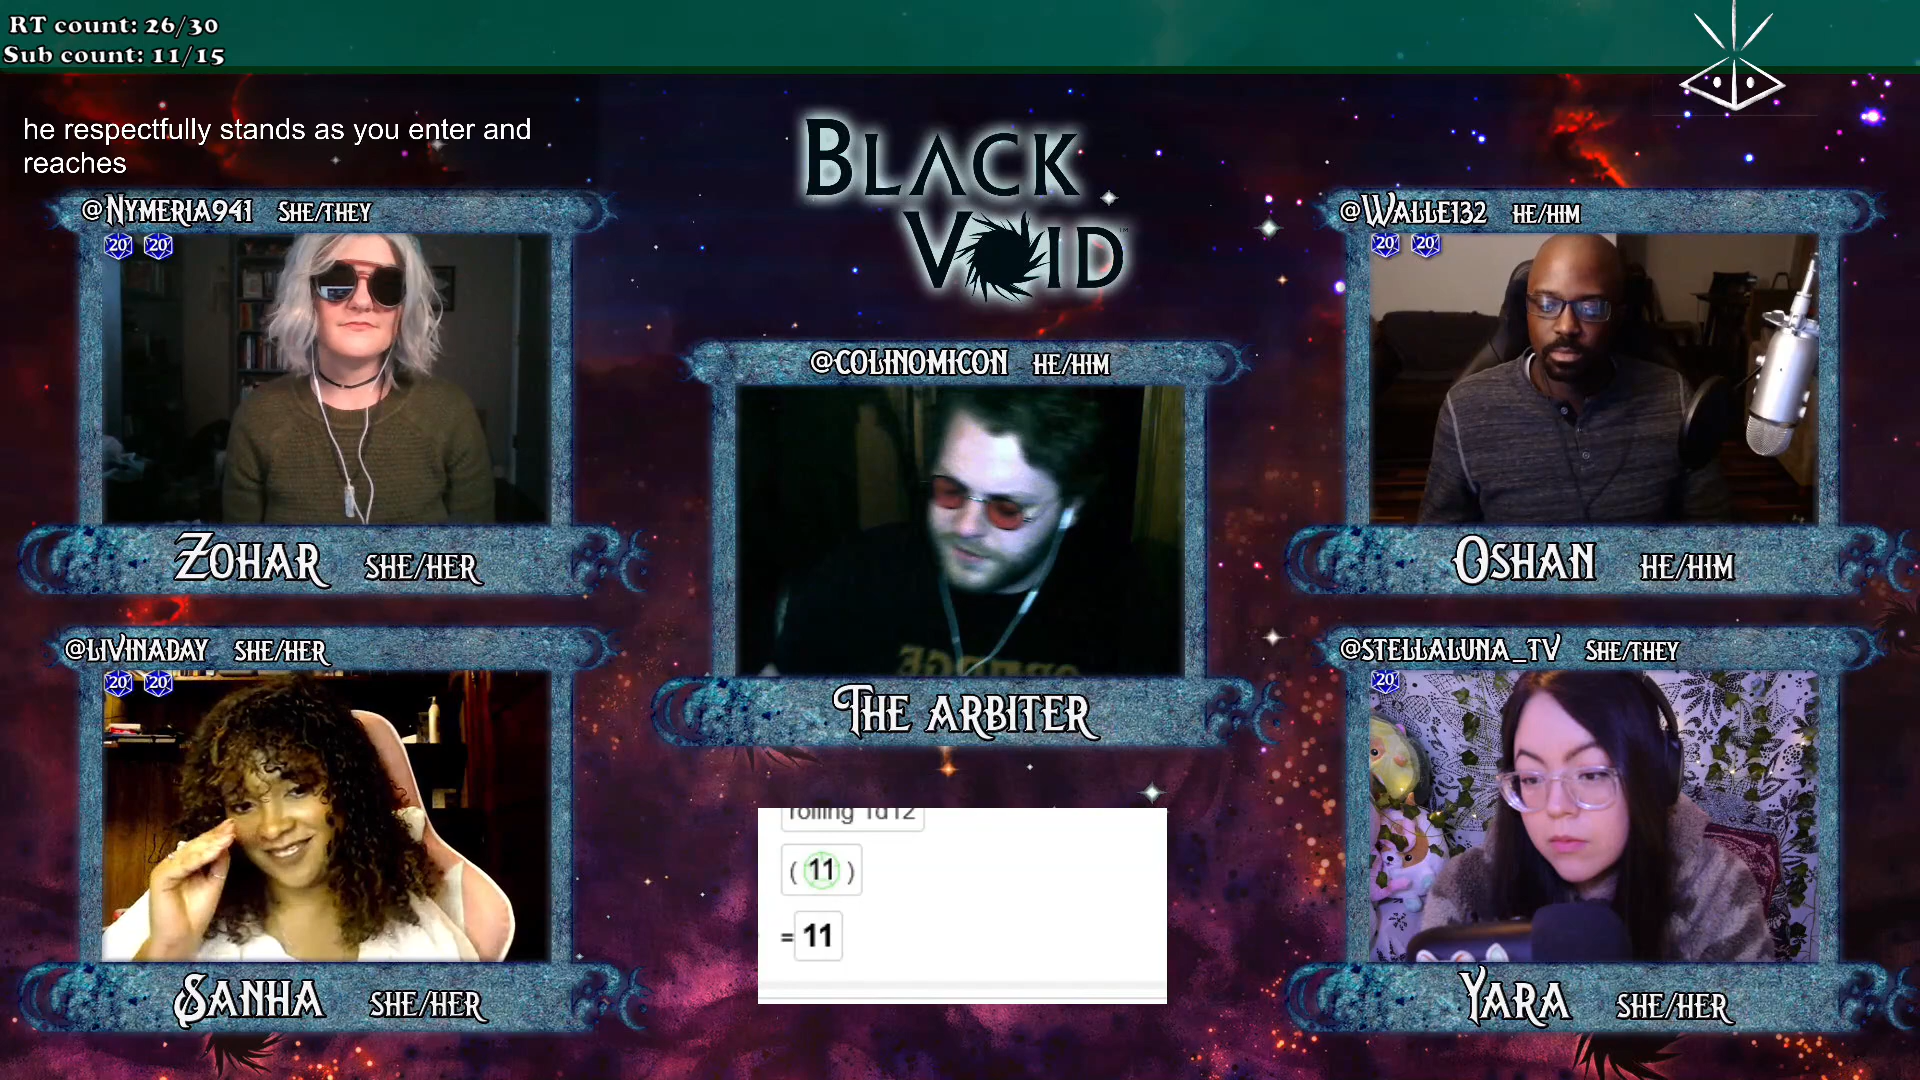 RT count: 26/30
Sub count: 11/15
he respectfully stands as you enter and
reaches
BLACK
VOID
@NYMERIA941 SHE/THEY
20 20
ZOHAR SHE/HER
@WALLE132 HE/HIM
20 20
OSHAN HE/HIM
@COLINOMICON HE/HIM
THE ARBITER
@LIVINADAY SHE/HER
20 20
SANHA SHE/HER
@STELLALUNA_TV SHE/THEY
20
YARA SHE/HER
rolling 1d12
( 11 )
= 11